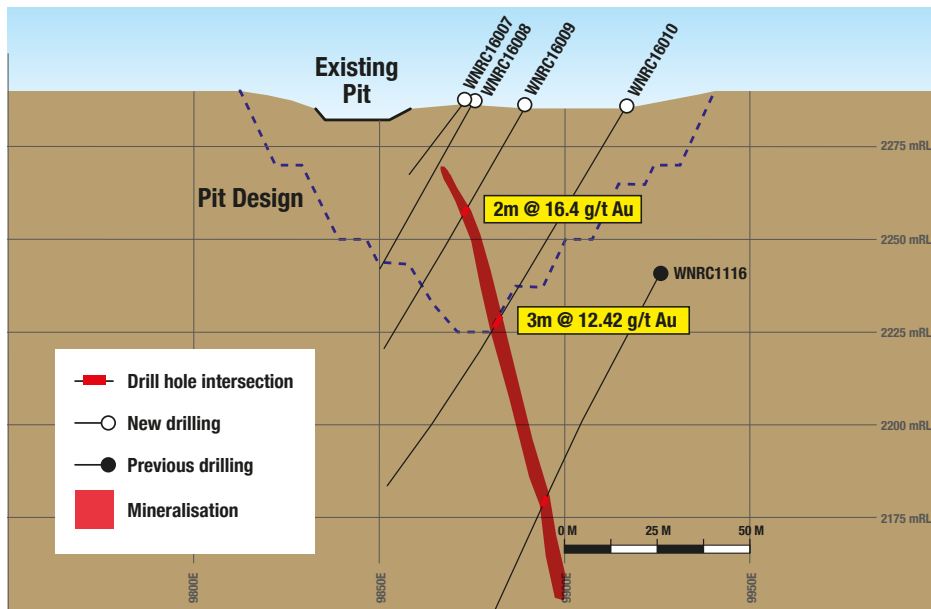 WNRC16007
WNRC16008
WNRC16009
WNRC16010
Existing
Pit
2275 mRL
Pit Design
2m @ 16.4 g/t Au
2250 mRL
WNRC1116
3m @ 12.42 g/t Au
2225 mRL
Drill hole intersection
New drilling
Previous drilling
Mineralisation
2200 mRL
2175 mRL
0 M
25 M
50 M
9800E
9850E
9900E
9950E